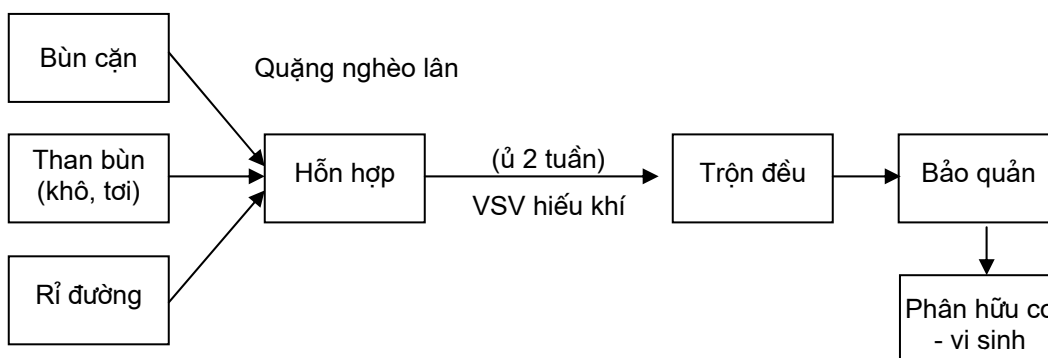 Bùn cặn
Quặng nghèo lân
Than bùn
(khô, tơi)
Hỗn hợp
(ủ 2 tuần)
VSV hiếu khí
Trộn đều
Bảo quản
Rỉ đường
Phân hữu cơ
- vi sinh